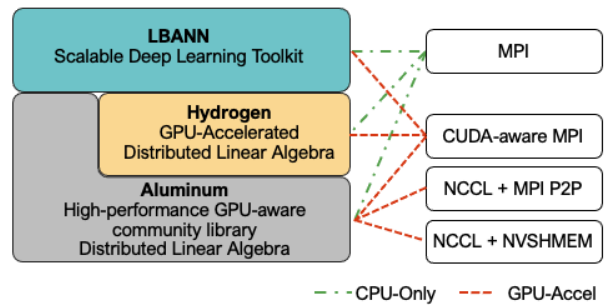 LBANN
Scalable Deep Learning Toolkit
Hydrogen
GPU-Accelerated
Distributed Linear Algebra
Aluminum
High-performance GPU-aware
community library
Distributed Linear Algebra
MPI
CUDA-aware MPI
NCCL + MPI P2P
NCCL + NVSHMEM
CPU-Only
GPU-Accel